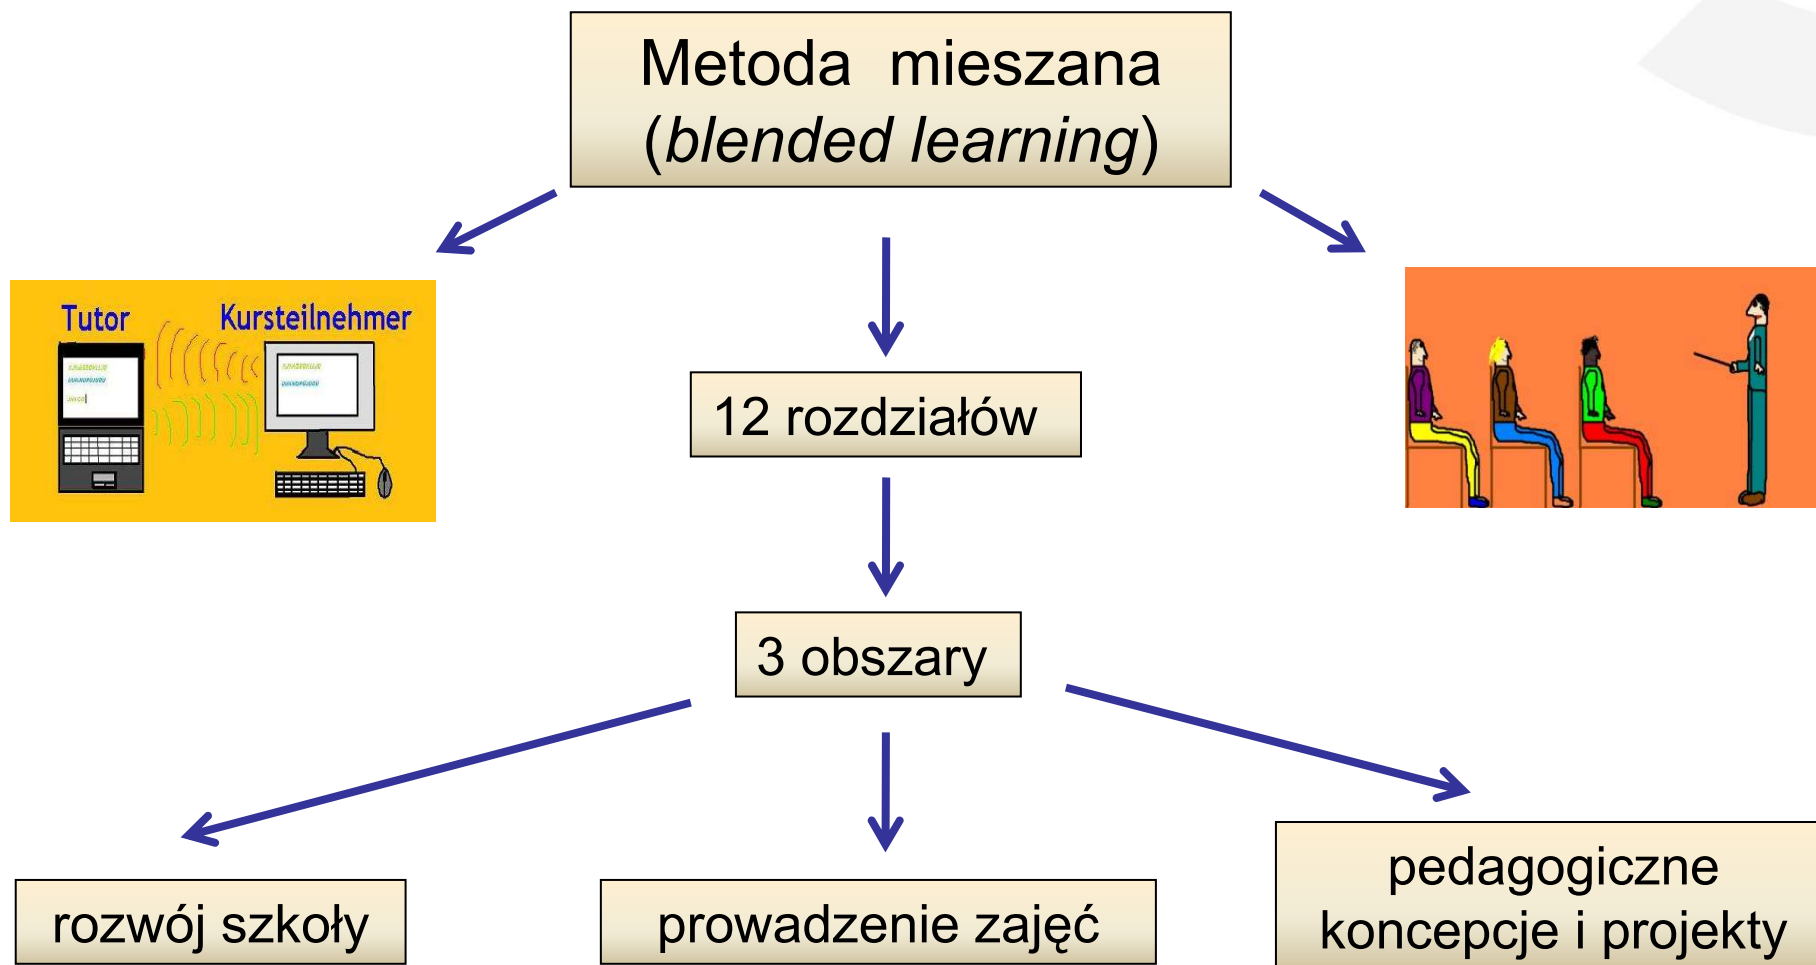 Metoda mieszana
(blended learning)
Tutor
Kursteilnehmer
12 rozdziałów
3 obszary
rozwój szkoły
prowadzenie zajęć
pedagogiczne
koncepcje i projekty